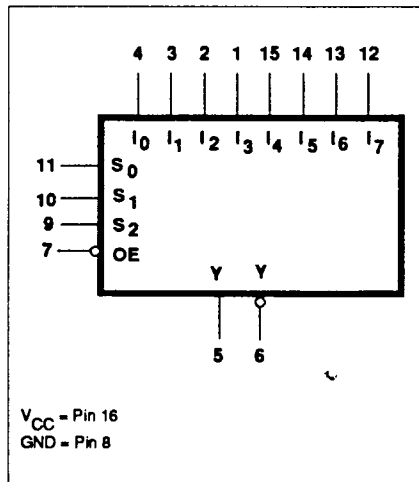 4 3 2 1 15 14 13 12
I0 I1 I2 I3 I4 I5 I6 I7
11 S0
10 S1
9 S2
7 OE
Y Y
5 6
VCC = Pin 16
GND = Pin 8